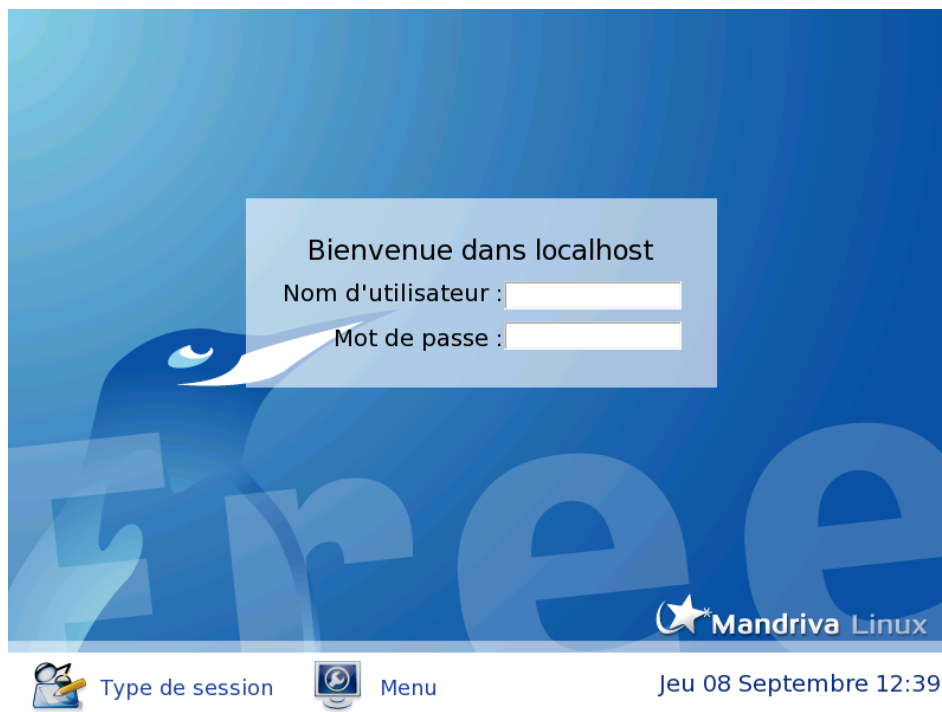 Bienvenue dans localhost
Nom d'utilisateur :
Mot de passe :
Free
Mandriva Linux
Type de session
Menu
Jeu 08 Septembre 12:39